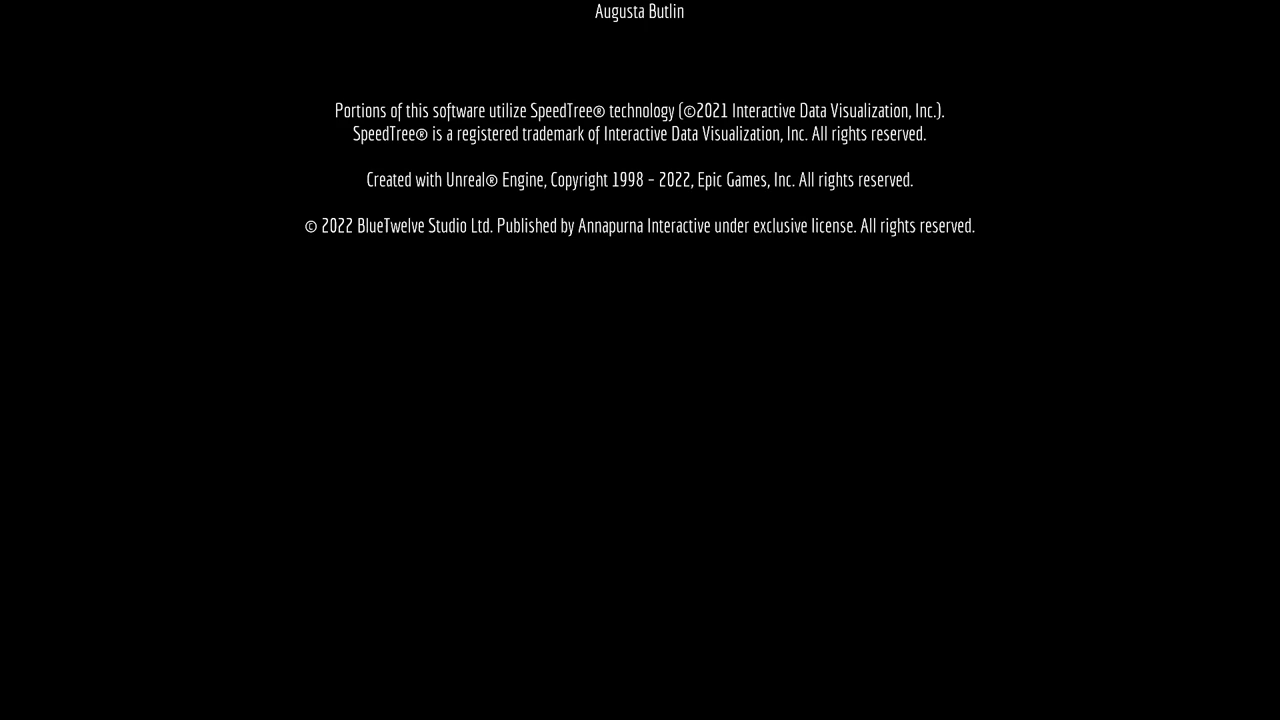 Augusta Butlin
Portions of this software utilize SpeedTree® technology (©2021 Interactive Data Visualization, Inc.).
SpeedTree® is a registered trademark of Interactive Data Visualization, Inc. All rights reserved.
Created with Unreal® Engine, Copyright 1998 – 2022, Epic Games, Inc. All rights reserved.
© 2022 BlueTwelve Studio Ltd. Published by Annapurna Interactive under exclusive license. All rights reserved.